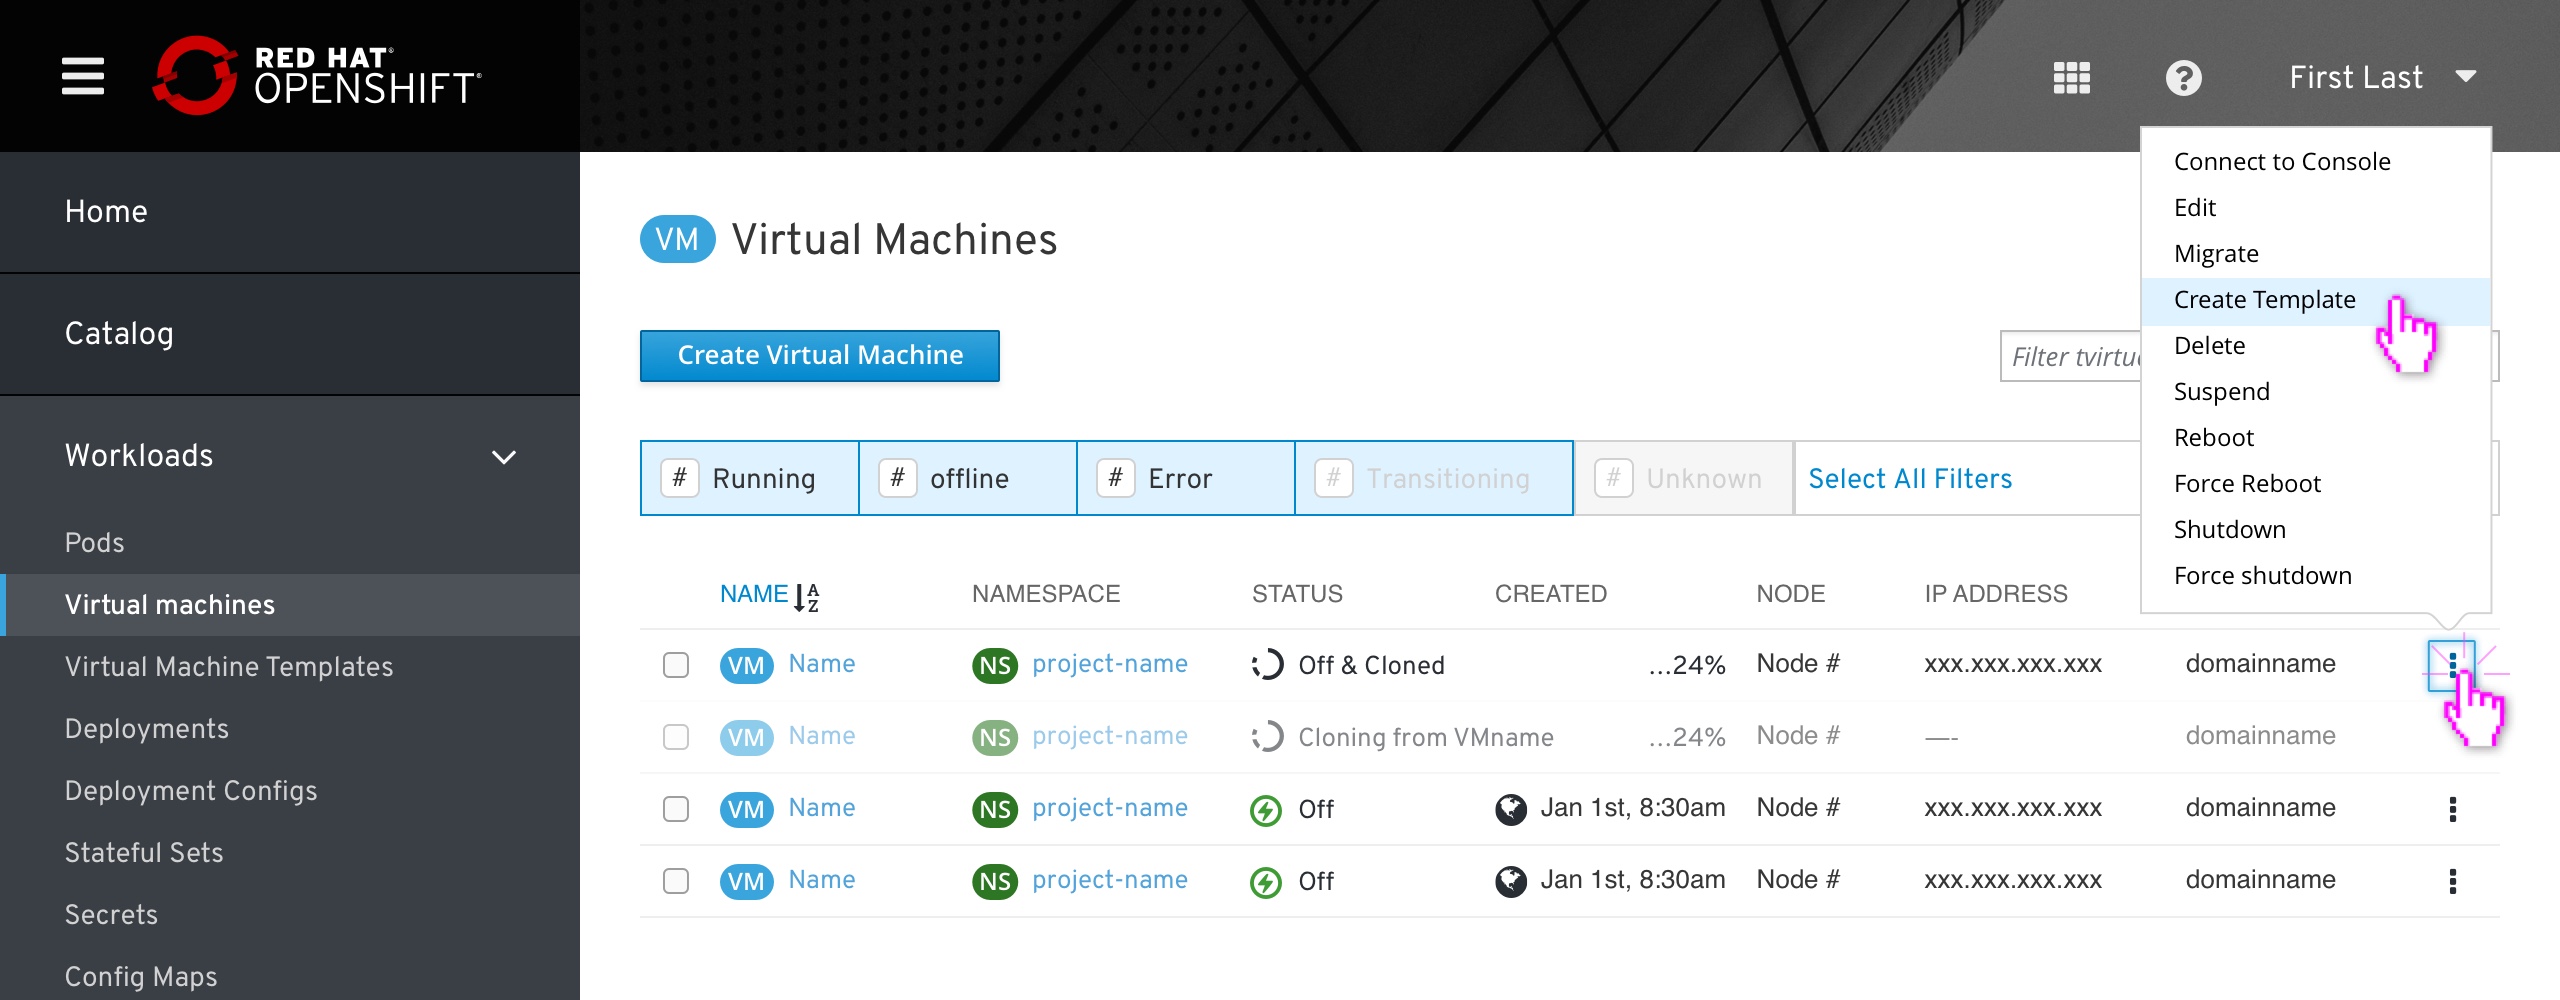 RED HAT®
OPENSHIFT®
First Last
Home
Catalog
Workloads
Pods
Virtual machines
Virtual Machine Templates
Deployments
Deployment Configs
Stateful Sets
Secrets
Config Maps
VM Virtual Machines
Create Virtual Machine
Filter tvirtu
# Running # offline # Error # Transitioning # Unknown Select All Filters
Connect to Console
Edit
Migrate
Create Template
Delete
Suspend
Reboot
Force Reboot
Shutdown
Force shutdown
NAME AZ NAMESPACE STATUS CREATED NODE IP ADDRESS
VM Name NS project-name Off & Cloned ...24% Node # xxx.xxx.xxx.xxx domainname
VM Name NS project-name Cloning from VMname ...24% Node # —- domainname
VM Name NS project-name Off Jan 1st, 8:30am Node # xxx.xxx.xxx.xxx domainname
VM Name NS project-name Off Jan 1st, 8:30am Node # xxx.xxx.xxx.xxx domainname